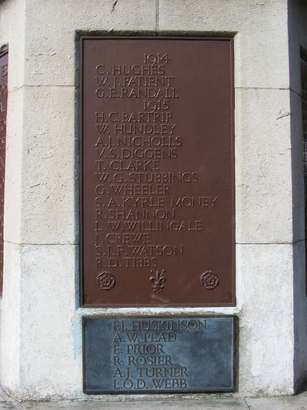 1914
C. HUGHES
W. J. PATIENT
G. E. RANDALL
1915
H. C. BARTRIP
W. HUNDLEY
A. J. NICHOLLS
V. S. DIGGENS
T. CLARKE
W. G. STUBBINGS
G. WHEELER
S. A. KYRLE MONEY
R. SHANNON
L. W. WILLINGALE
J. CREWE
S. J. F. WATSON
R. D. TIBBS
HUSKINSON
A. W. PEAD
E. PRIOR
R. ROSIER
A. J. TURNER
L. O. D. WEBB